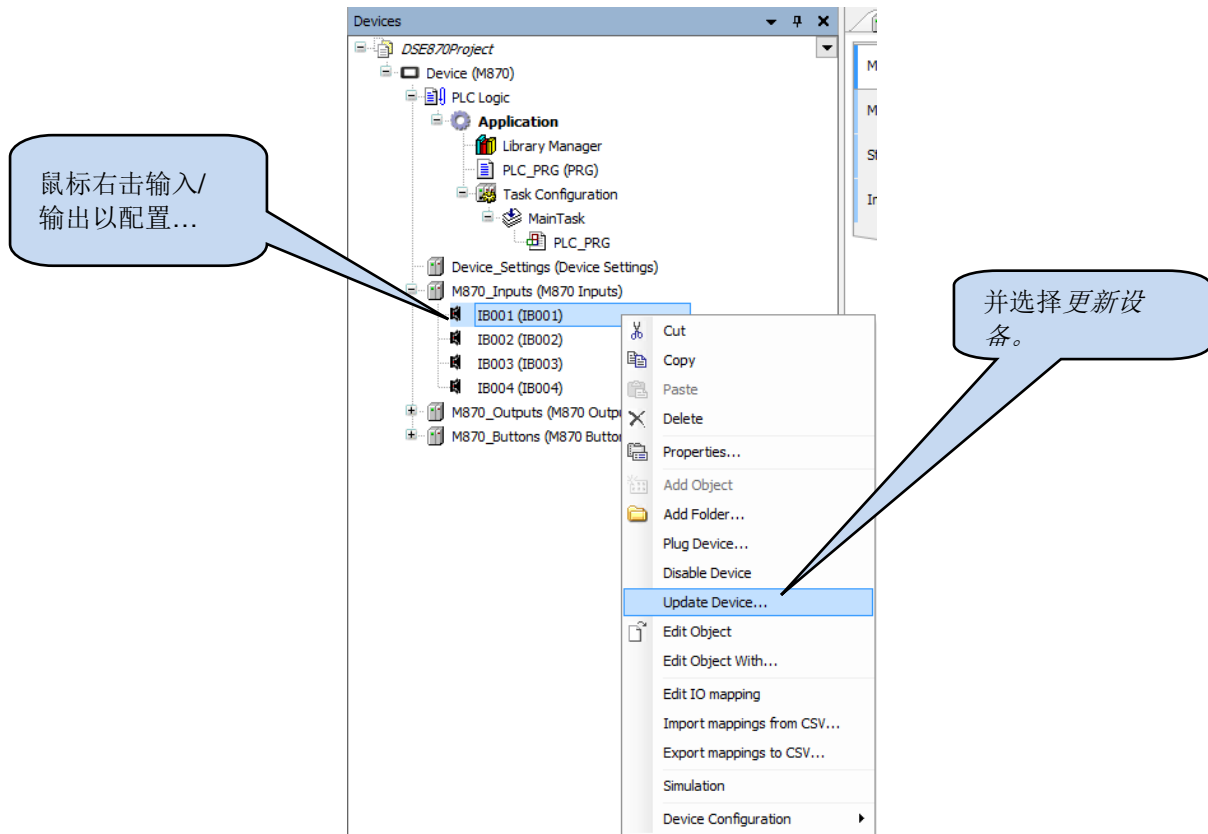 Devices
DSE870Project
Device (M870)
PLC Logic
Application
Library Manager
PLC_PRG (PRG)
Task Configuration
MainTask
PLC_PRG
Device_Settings (Device Settings)
M870_Inputs (M870 Inputs)
IB001 (IB001)
IB002 (IB002)
IB003 (IB003)
IB004 (IB004)
M870_Outputs (M870
M870_Buttons (M870
鼠标右击输入/
输出以配置...
并选择更新设
备。
Cut
Copy
Paste
Delete
Properties...
Add Object
Add Folder...
Plug Device...
Disable Device
Update Device...
Edit Object
Edit Object With...
Edit IO mapping
Import mappings from CSV...
Export mappings to CSV...
Simulation
Device Configuration